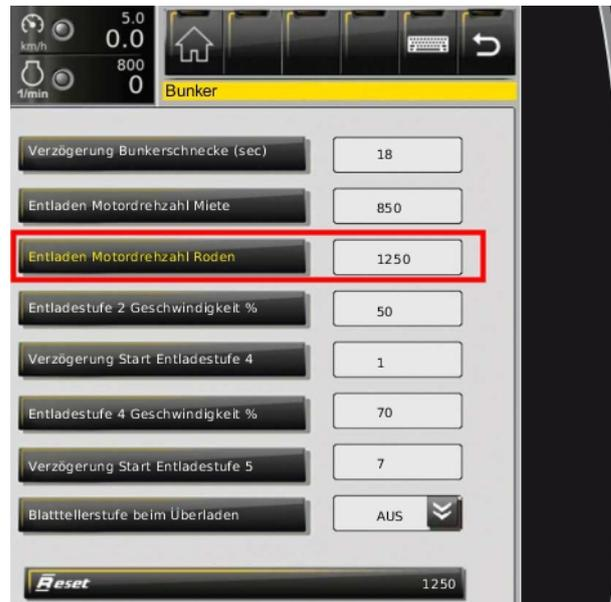 5.0
km/h 0.0
800
1/min 0
Bunker
Verzögerung Bunkerschnecke (sec) 18
Entladen Motordrehzahl Miete 850
Entladen Motordrehzahl Roden 1250
Entladestufe 2 Geschwindigkeit % 50
Verzögerung Start Entladestufe 4 1
Entladestufe 4 Geschwindigkeit % 70
Verzögerung Start Entladestufe 5 7
Blatttellerstufe beim Überladen AUS
Reset 1250